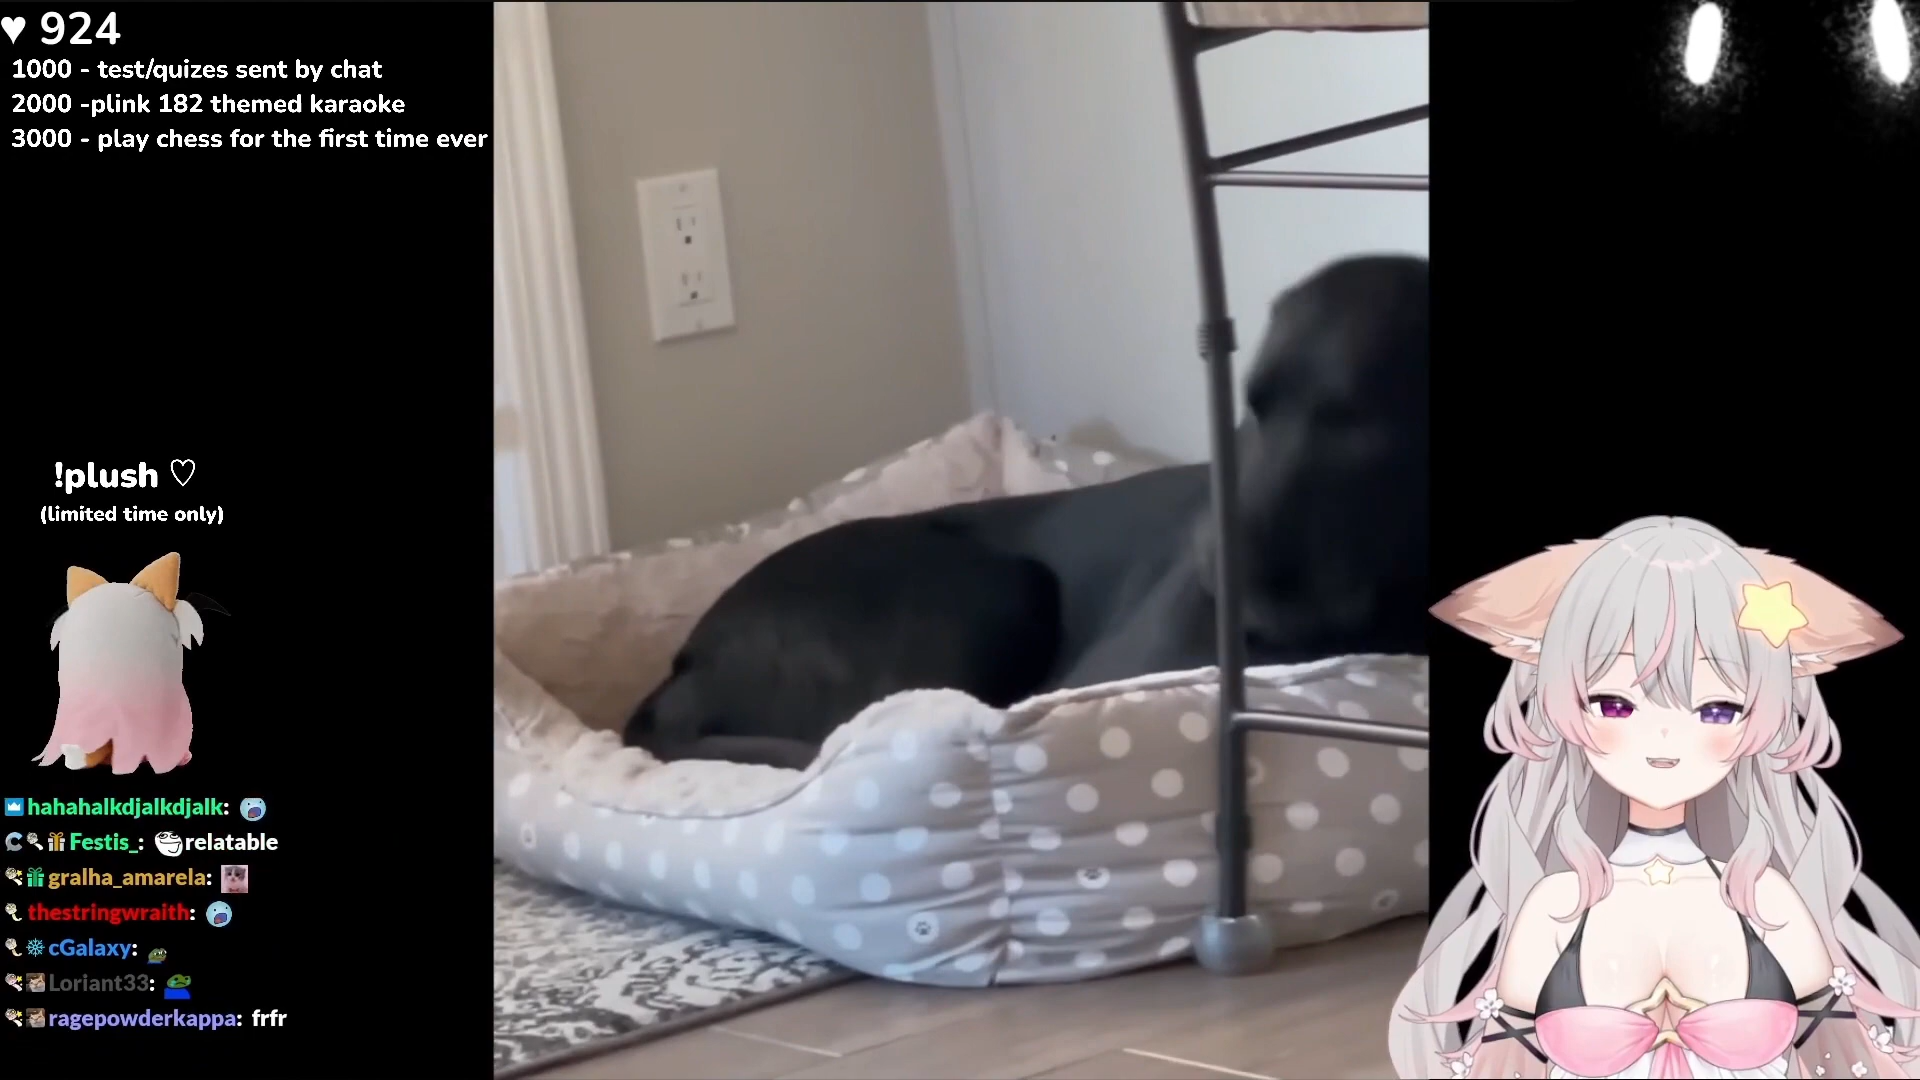 ♥ 924
1000 - test/quizes sent by chat
2000 -plink 182 themed karaoke
3000 - play chess for the first time ever
!plush ♡
(limited time only)
hahahalkdjalkdjalk:
Festis_: relatable
gralha_amarela:
thestringwraith:
cGalaxy:
Loriant33:
ragepowderkappa: frfr